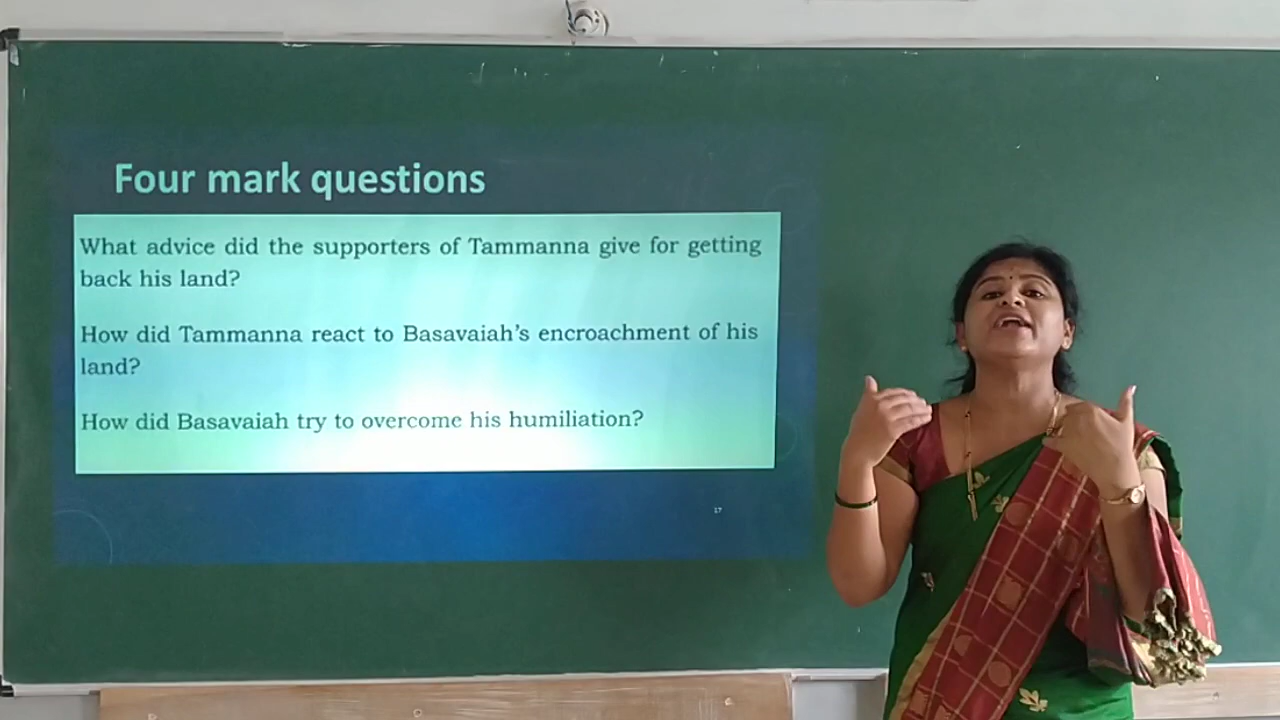 Four mark questions
What advice did the supporters of Tammanna give for getting
back his land?
How did Tammanna react to Basavaiah's encroachment of his
land?
How did Basavaiah try to overcome his humiliation?
17